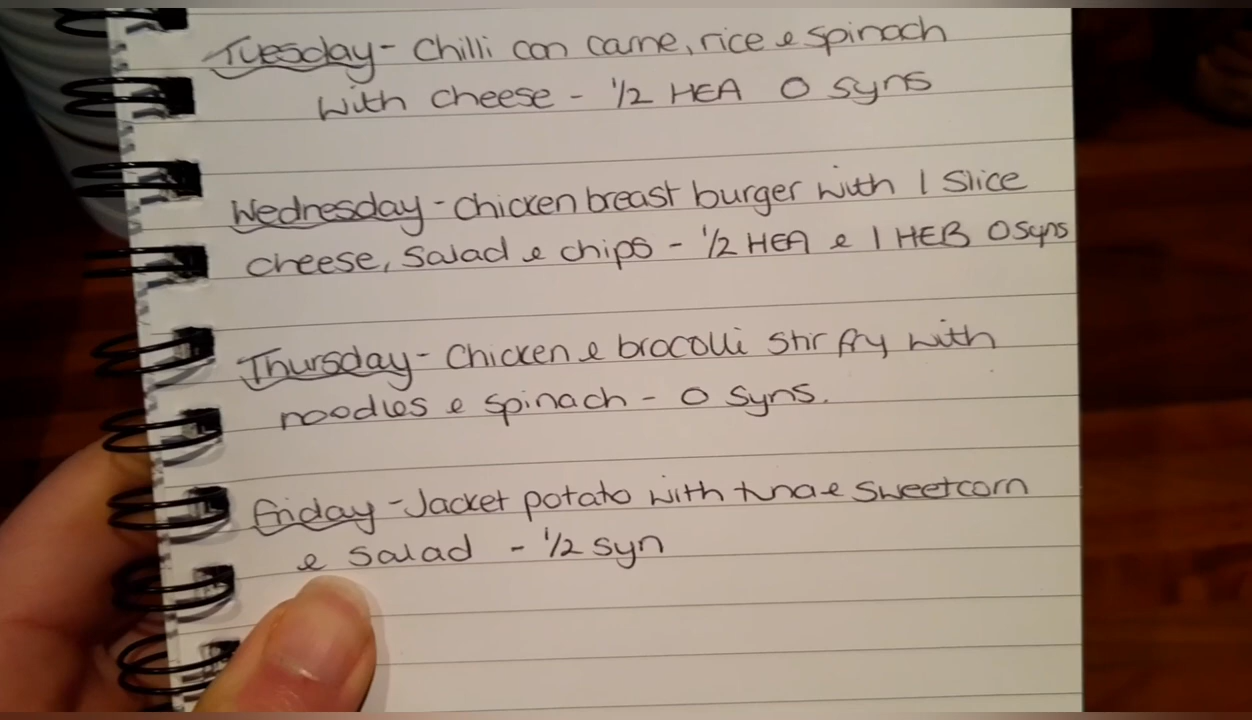 Tuesday - Chilli con carne, rice e spinach
with cheese - 1/2 HEA 0 syns
Wednesday - Chicken breast burger with 1 slice
cheese, salad e chips - 1/2 HEA e 1 HEB 0 syns
Thursday - Chicken e brocolli stir fry with
noodles e spinach - 0 syns.
Friday - Jacket potato with tuna e sweetcorn
e salad - 1/2 syn